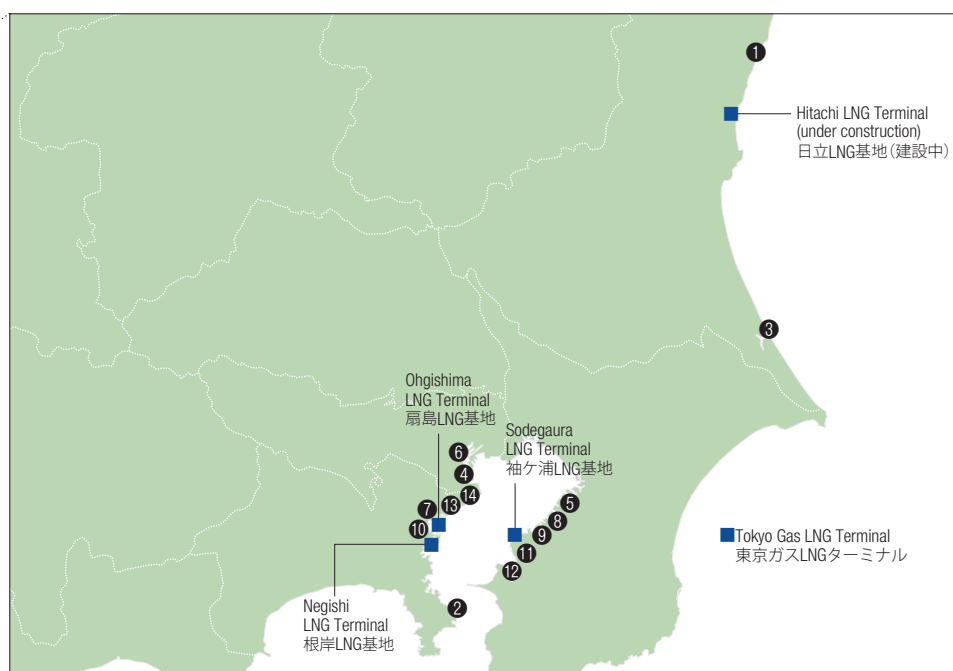 1
Hitachi LNG Terminal
(under construction)
日立LNG基地(建設中)
3
Ohgishima
LNG Terminal
扇島LNG基地
Sodegaura
LNG Terminal
袖ケ浦LNG基地
6
4
14
13
7
10
5
8
9
11
12
Tokyo Gas LNG Terminal
東京ガスLNGターミナル
2
Negishi
LNG Terminal
根岸LNG基地